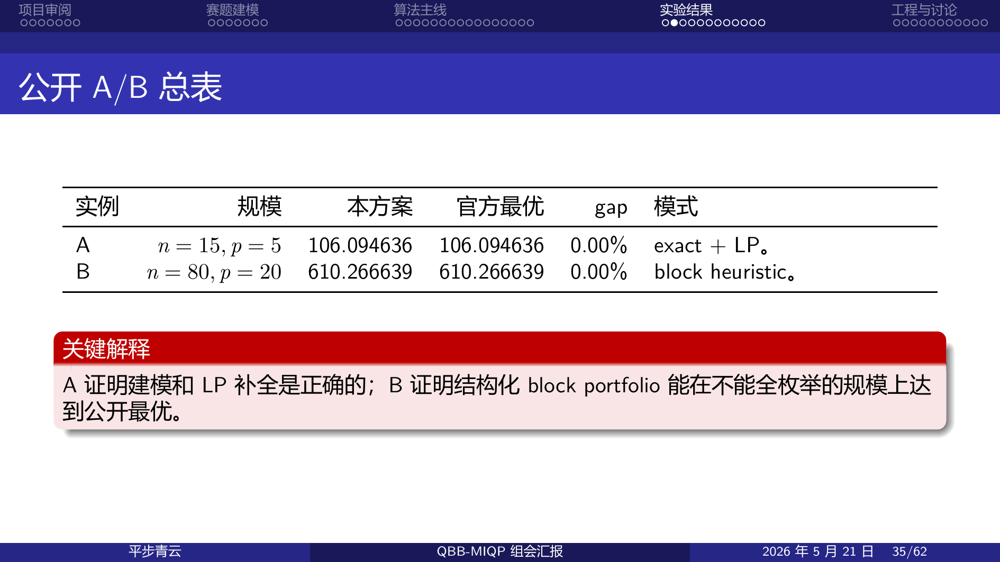 项目审阅 赛题建模 算法主线 实验结果 工程与讨论
公开 A/B 总表
实例 规模 本方案 官方最优 gap 模式
A n = 15, p = 5 106.094636 106.094636 0.00% exact + LP。
B n = 80, p = 20 610.266639 610.266639 0.00% block heuristic。
关键解释
A 证明建模和 LP 补全是正确的；B 证明结构化 block portfolio 能在不能全枚举的规模上达
到公开最优。
平步青云 QBB-MIQP 组会汇报 2026 年 5 月 21 日 35/62